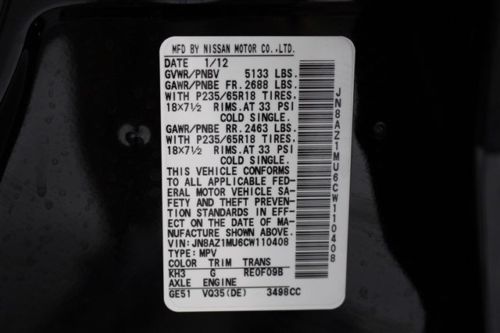 MFD BY NISSAN MOTOR CO.,LTD.
DATE 1/12
GVWR/PNBV 5133 LBS.
GAWR/PNBE FR. 2688 LBS.
WITH P235/65R18 TIRES,
18X7½ RIMS. AT 33 PSI
COLD SINGLE.
GAWR/PNBE RR. 2463 LBS.
WITH P235/65R18 TIRES,
18X7½ RIMS. AT 33 PSI
COLD SINGLE.
THIS VEHICLE CONFORMS
TO ALL APPLICABLE FED-
ERAL MOTOR VEHICLE SA-
FETY AND THEFT PREVEN-
TION STANDARDS IN EFF-
ECT ON THE DATE OF MA-
NUFACTURE SHOWN ABOVE.
VIN: JN8AZ1MU6CW110408
TYPE: MPV
COLOR TRIM TRANS
KH3 G RE0F09B
AXLE ENGINE
GE51 VQ35(DE) 3498CC
JN8AZ1MU6CW110408